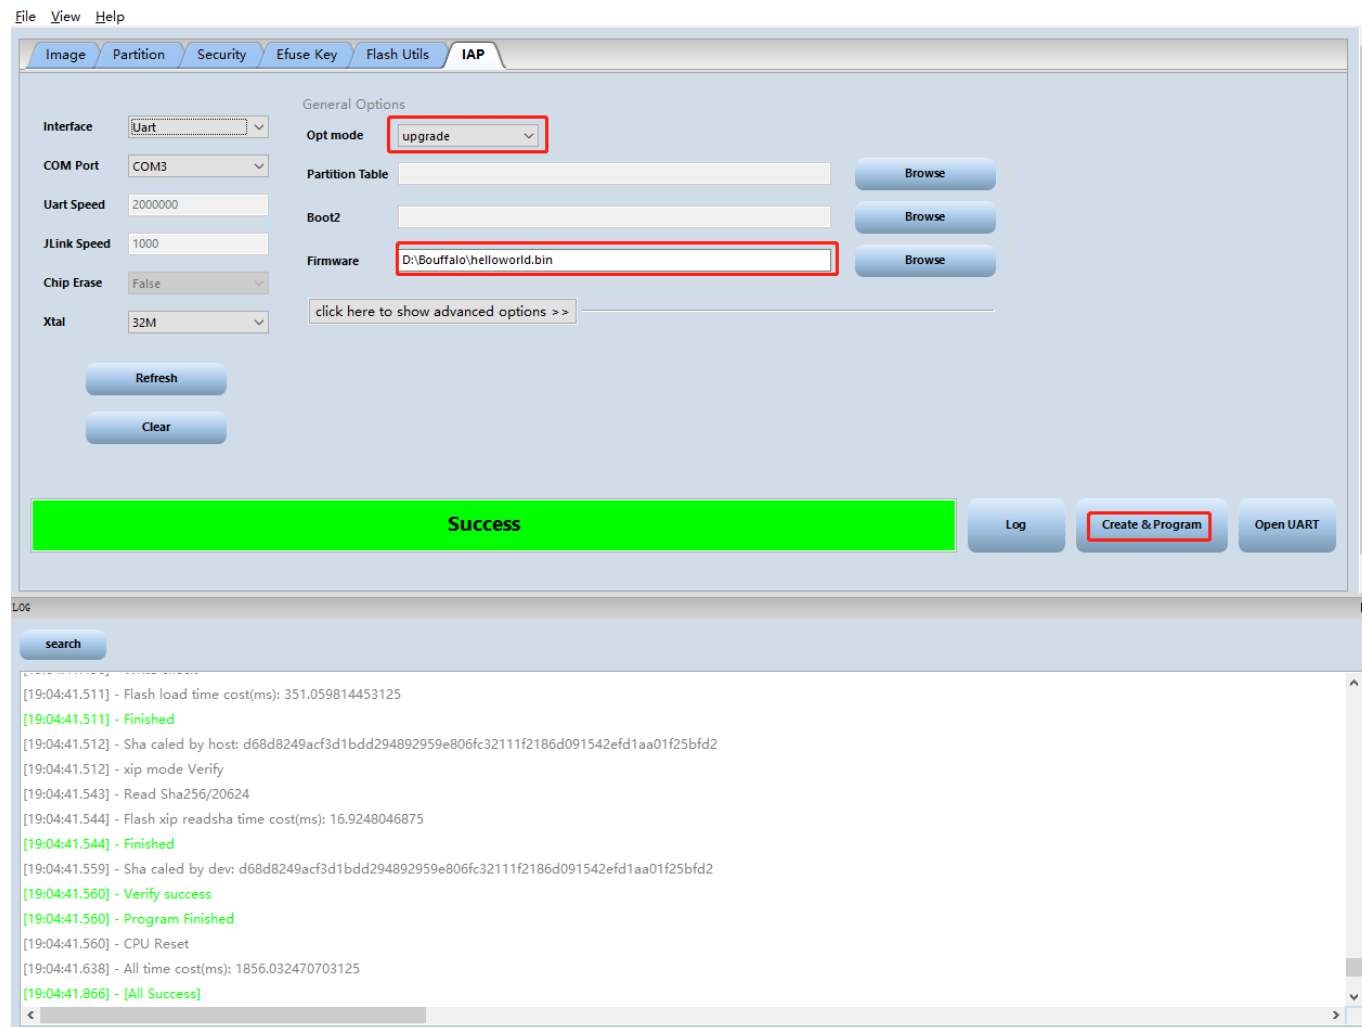 File View Help
Image Partition Security Efuse Key Flash Utils IAP
General Options
Interface Uart
Opt mode upgrade
COM Port COM3
Partition Table Browse
Uart Speed 2000000
Boot2 Browse
JLink Speed 1000
Firmware D:\Bouffalo\helloworld.bin Browse
Chip Erase False
click here to show advanced options >>
Xtal 32M
Refresh
Clear
Success
Log
Create & Program
Open UART
LOG
search
[19:04:41.511] - Flash load time cost(ms): 351.059814453125
[19:04:41.511] - Finished
[19:04:41.512] - Sha caled by host: d68d8249acf3d1bdd294892959e806fc32111f2186d091542efd1aa01f25bfd2
[19:04:41.512] - xip mode Verify
[19:04:41.543] - Read Sha256/20624
[19:04:41.544] - Flash xip readsha time cost(ms): 16.9248046875
[19:04:41.544] - Finished
[19:04:41.559] - Sha caled by dev: d68d8249acf3d1bdd294892959e806fc32111f2186d091542efd1aa01f25bfd2
[19:04:41.560] - Verify success
[19:04:41.560] - Program Finished
[19:04:41.560] - CPU Reset
[19:04:41.638] - All time cost(ms): 1856.032470703125
[19:04:41.866] - [All Success]